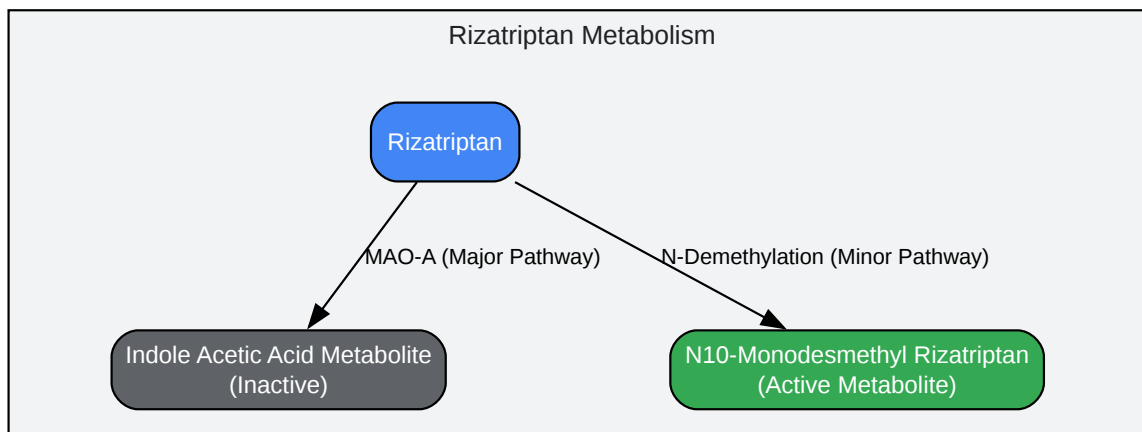 Rizatriptan Metabolism
Rizatriptan
MAO-A (Major Pathway)
N-Demethylation (Minor Pathway)
Indole Acetic Acid Metabolite
(Inactive)
N10-Monodesmethyl Rizatriptan
(Active Metabolite)